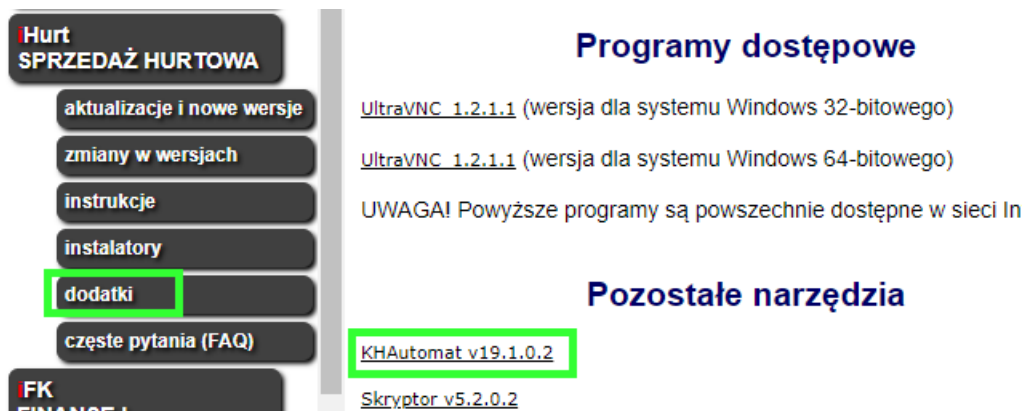 iHurt
SPRZEDAŻ HURTOWA
aktualizacje i nowe wersje
zmiany w wersjach
instrukcje
instalatory
dodatki
częste pytania (FAQ)
iFK
FINANSE I
Programy dostępowe
UltraVNC 1.2.1.1 (wersja dla systemu Windows 32-bitowego)
UltraVNC 1.2.1.1 (wersja dla systemu Windows 64-bitowego)
UWAGA! Powyższe programy są powszechnie dostępne w sieci In
Pozostałe narzędzia
KHAutomat v19.1.0.2
Skryptor v5.2.0.2